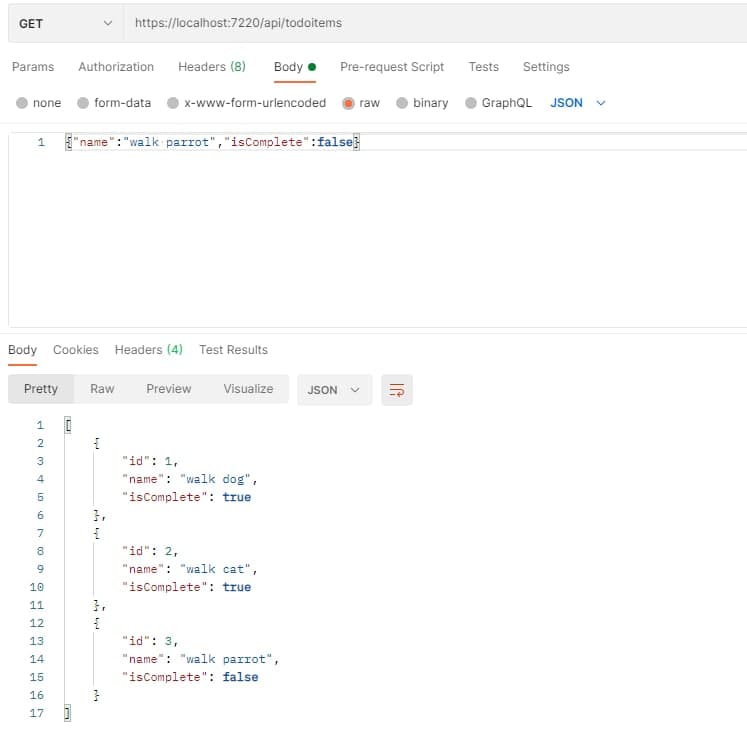 GET https://localhost:7220/api/todoitems
Params Authorization Headers (8) Body Pre-request Script Tests Settings
none form-data x-www-form-urlencoded raw binary GraphQL JSON
1 {"name":"walk parrot","isComplete":false}
Body Cookies Headers (4) Test Results
Pretty Raw Preview Visualize JSON
1 [
2 {
3 "id": 1,
4 "name": "walk dog",
5 "isComplete": true
6 },
7 {
8 "id": 2,
9 "name": "walk cat",
10 "isComplete": true
11 },
12 {
13 "id": 3,
14 "name": "walk parrot",
15 "isComplete": false
16 }
17 ]